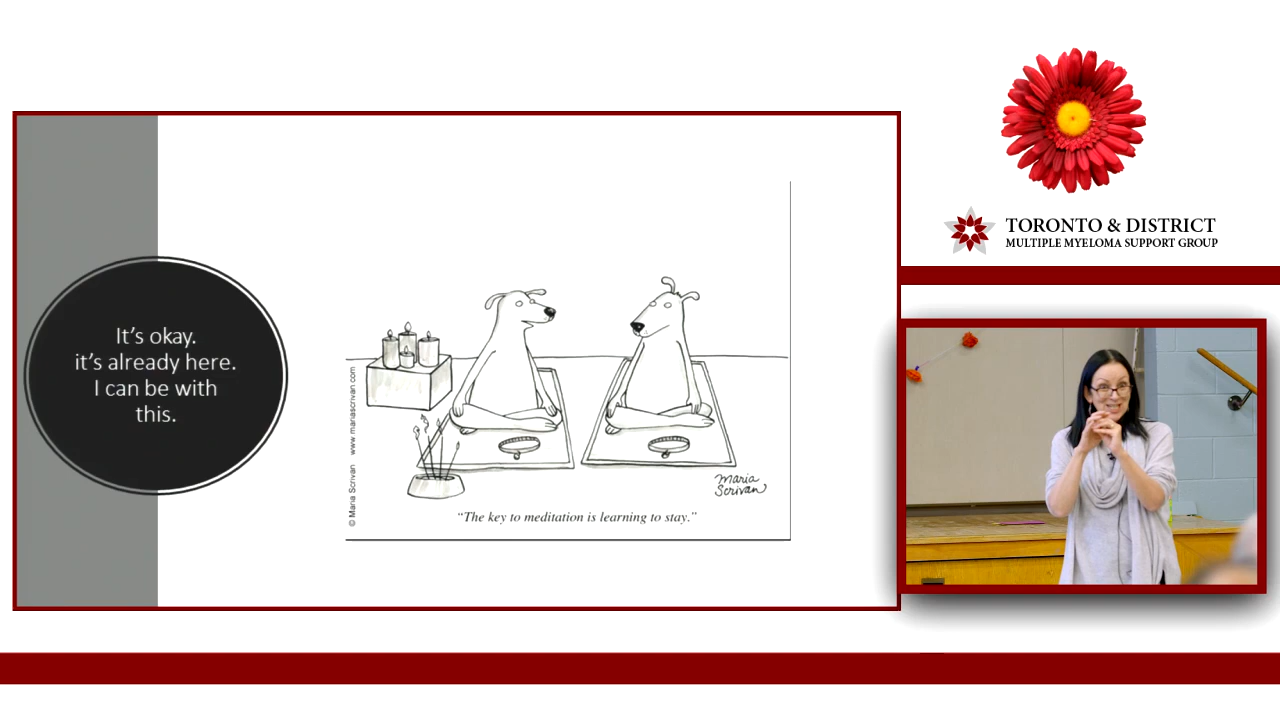 It's okay.
it's already here.
I can be with
this.
© Maria Scrivan www.mariascrivan.com
Maria
Scrivan
“The key to meditation is learning to stay.”
TORONTO & DISTRICT
MULTIPLE MYELOMA SUPPORT GROUP